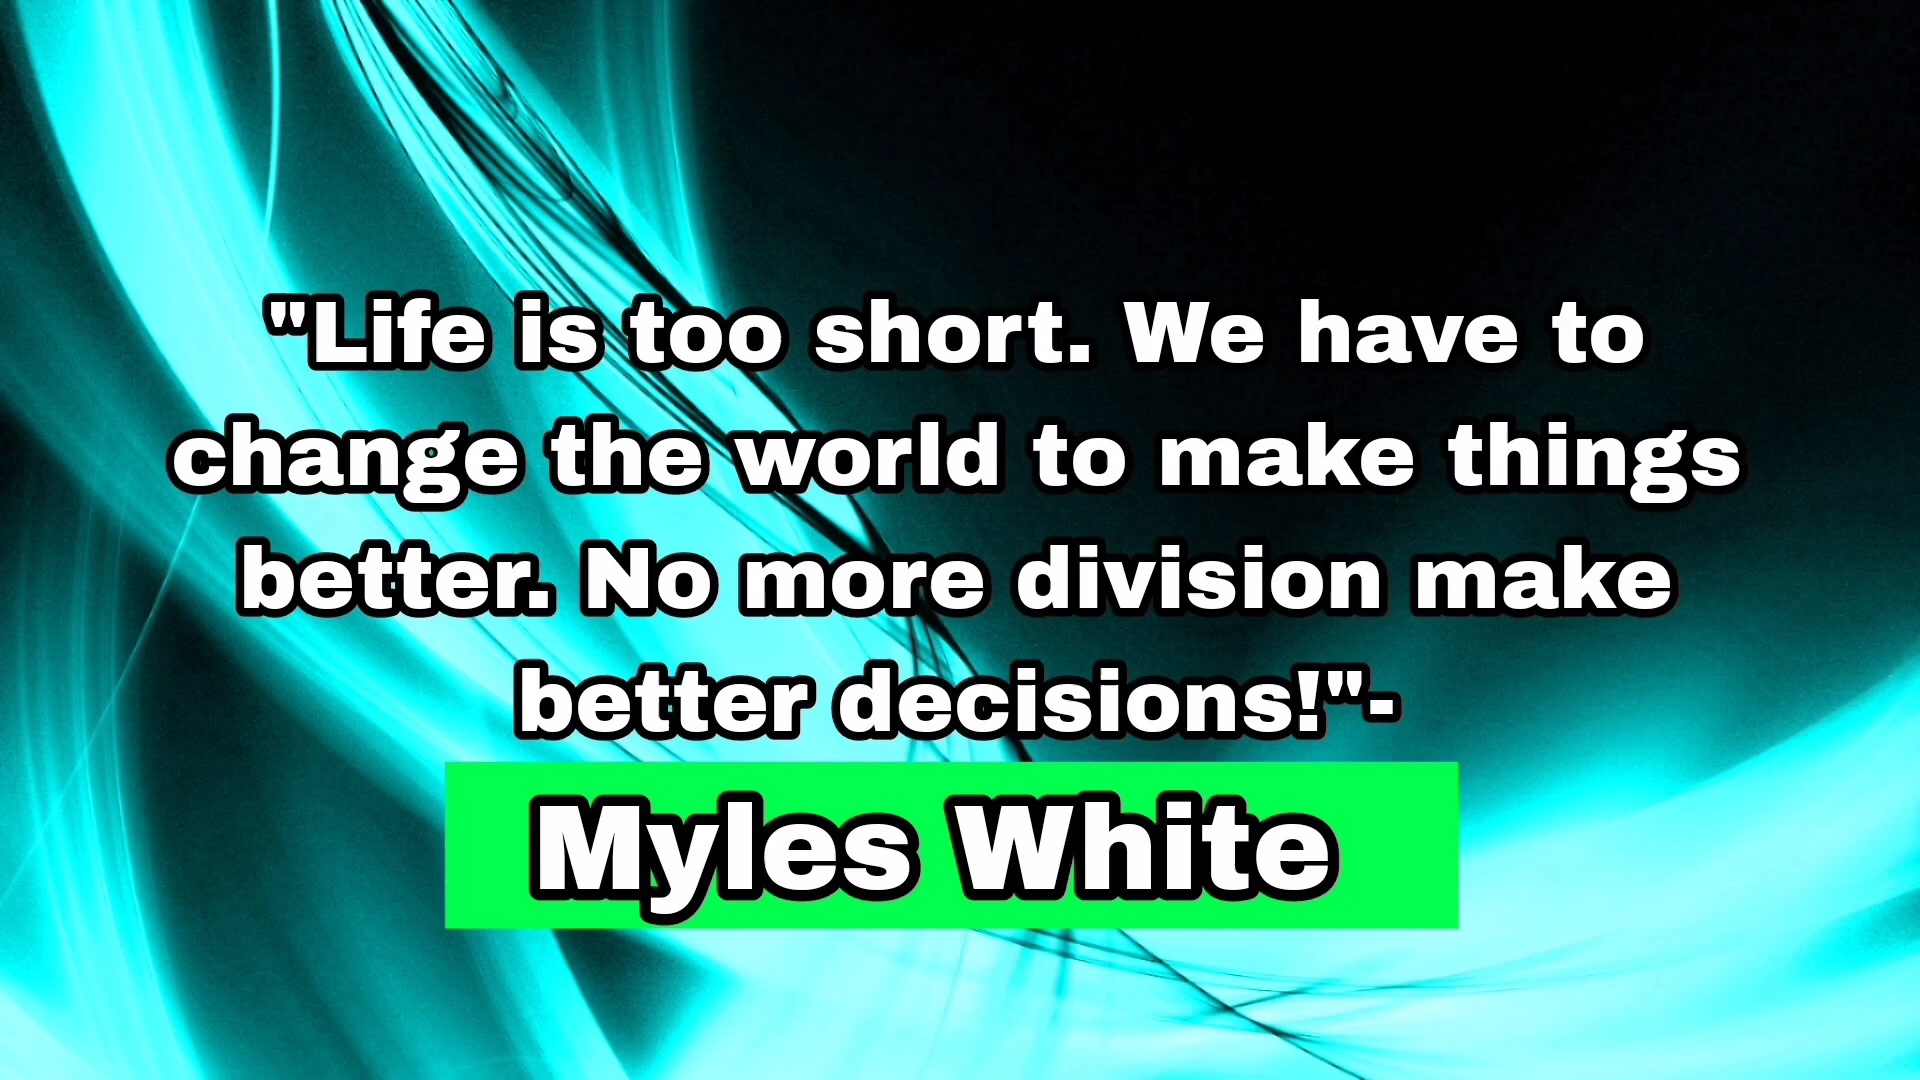 "Life is too short. We have to
change the world to make things
better. No more division make
better decisions!"-
Myles White